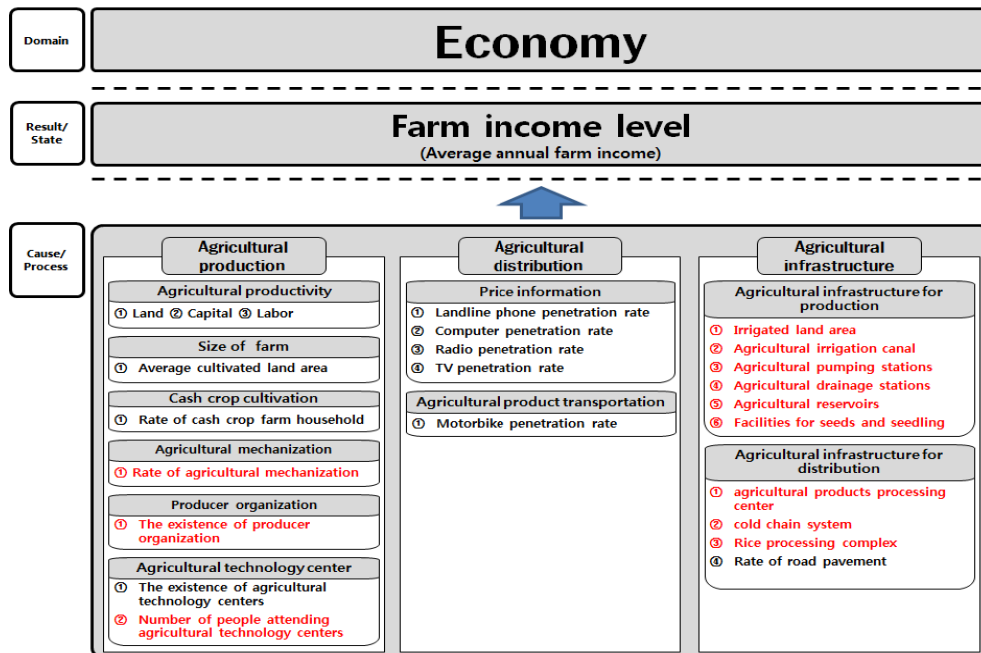 Domain
Economy
Result/
State
Farm income level
(Average annual farm income)
Cause/
Process
Agricultural
production
Agricultural productivity
① Land ② Capital ③ Labor
Size of farm
① Average cultivated land area
Cash crop cultivation
① Rate of cash crop farm household
Agricultural mechanization
① Rate of agricultural mechanization
Producer organization
① The existence of producer
organization
Agricultural technology center
① The existence of agricultural
technology centers
② Number of people attending
agricultural technology centers
Agricultural
distribution
Price information
① Landline phone penetration rate
② Computer penetration rate
③ Radio penetration rate
④ TV penetration rate
Agricultural product transportation
① Motorbike penetration rate
Agricultural
infrastructure
Agricultural infrastructure for
production
① Irrigated land area
② Agricultural irrigation canal
③ Agricultural pumping stations
④ Agricultural drainage stations
⑤ Agricultural reservoirs
⑥ Facilities for seeds and seedling
Agricultural infrastructure for
distribution
① agricultural products processing
center
② cold chain system
③ Rice processing complex
④ Rate of road pavement